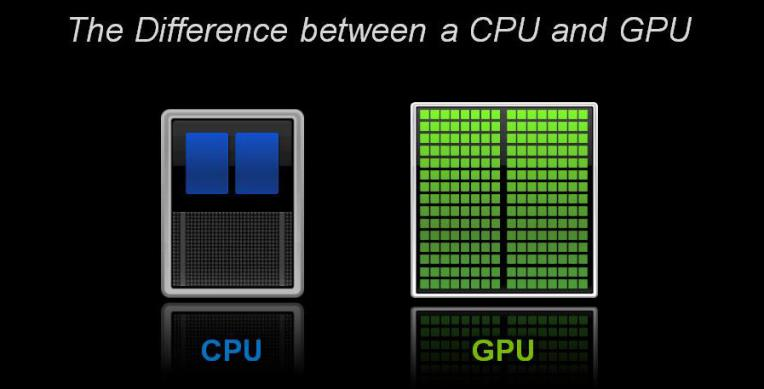 The Difference between a CPU and GPU
CPU
GPU